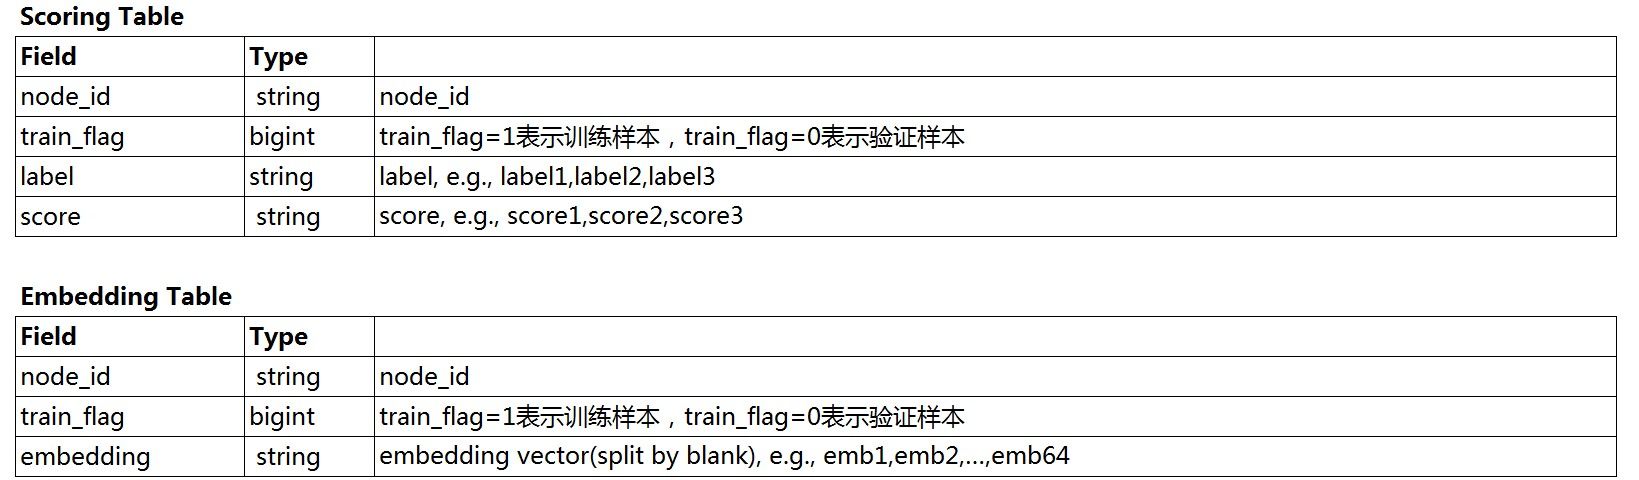 Scoring Table
Field Type
node_id string node_id
train_flag bigint train_flag=1表示训练样本，train_flag=0表示验证样本
label string label, e.g., label1,label2,label3
score string score, e.g., score1,score2,score3
Embedding Table
Field Type
node_id string node_id
train_flag bigint train_flag=1表示训练样本，train_flag=0表示验证样本
embedding string embedding vector(split by blank), e.g., emb1,emb2,...,emb64